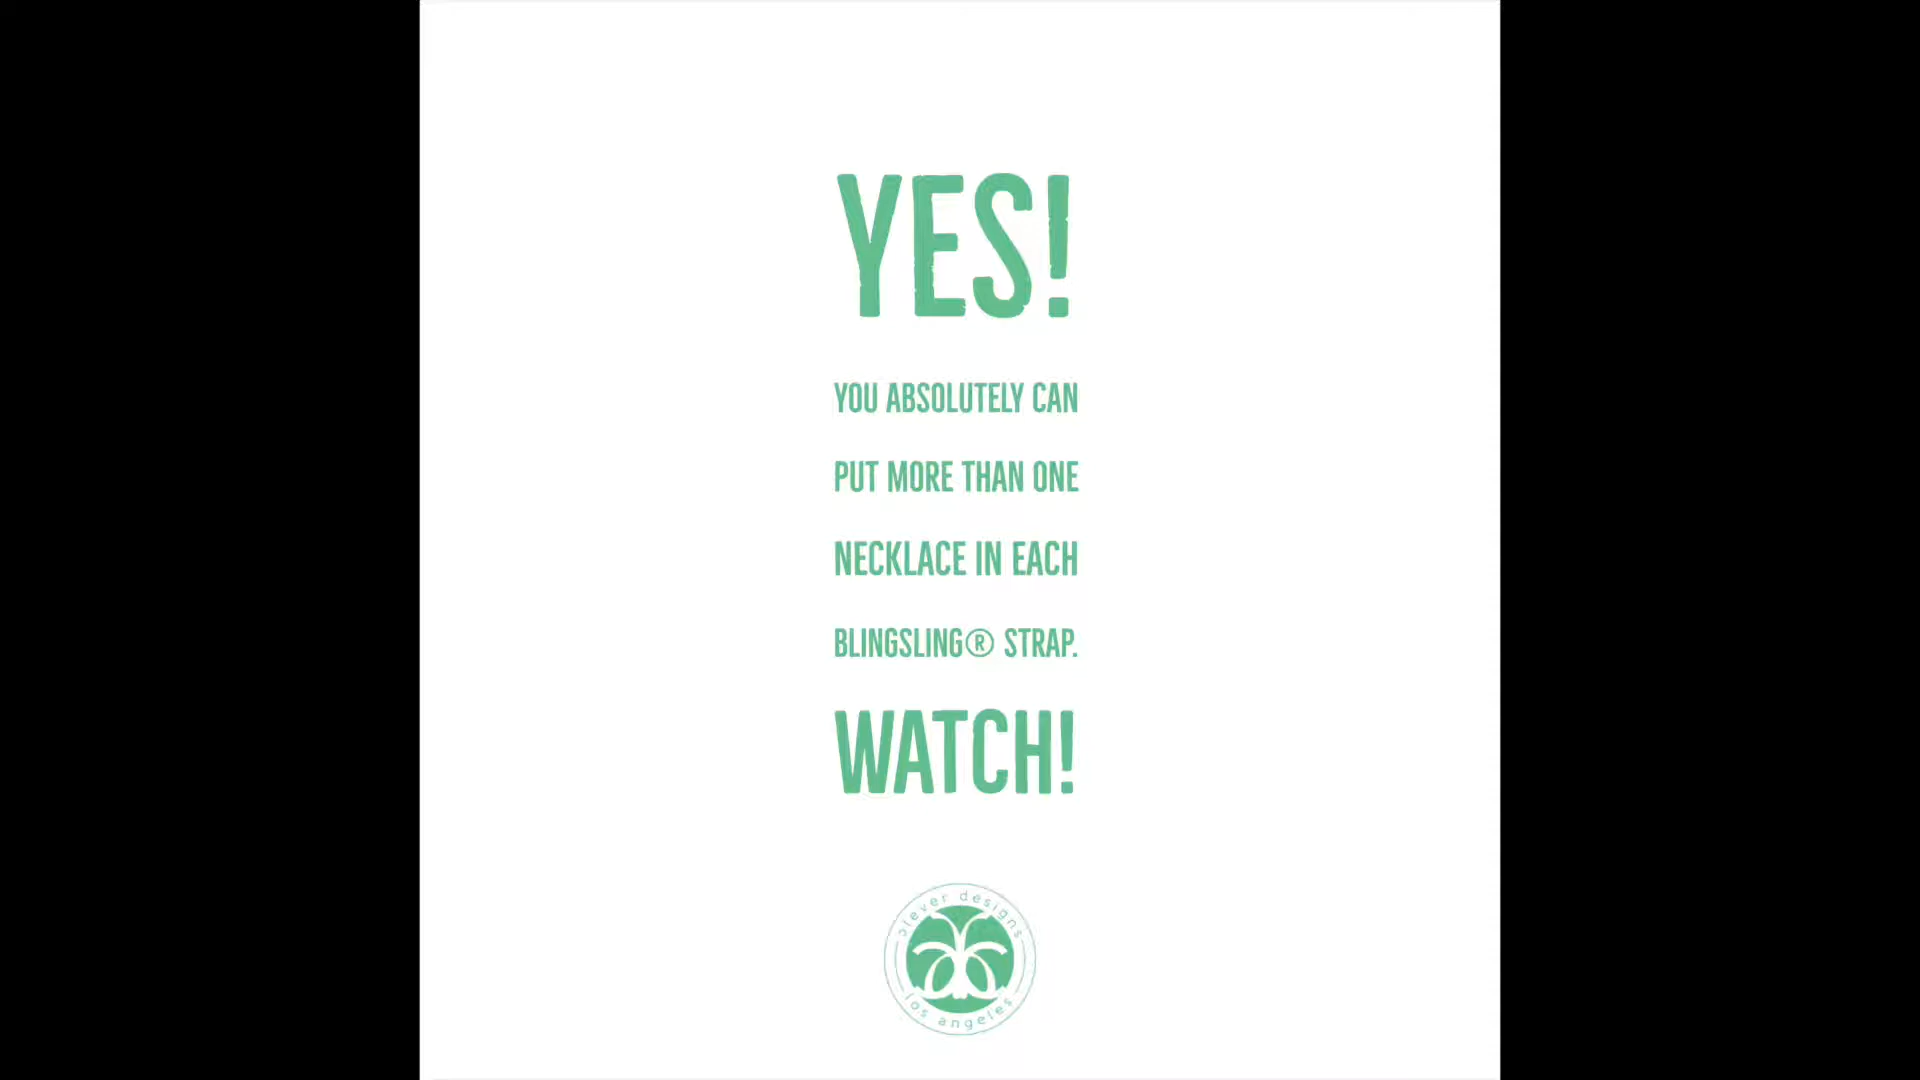 YES!
YOU ABSOLUTELY CAN
PUT MORE THAN ONE
NECKLACE IN EACH
BLINGSLING® STRAP.
WATCH!
clever designs
los angeles